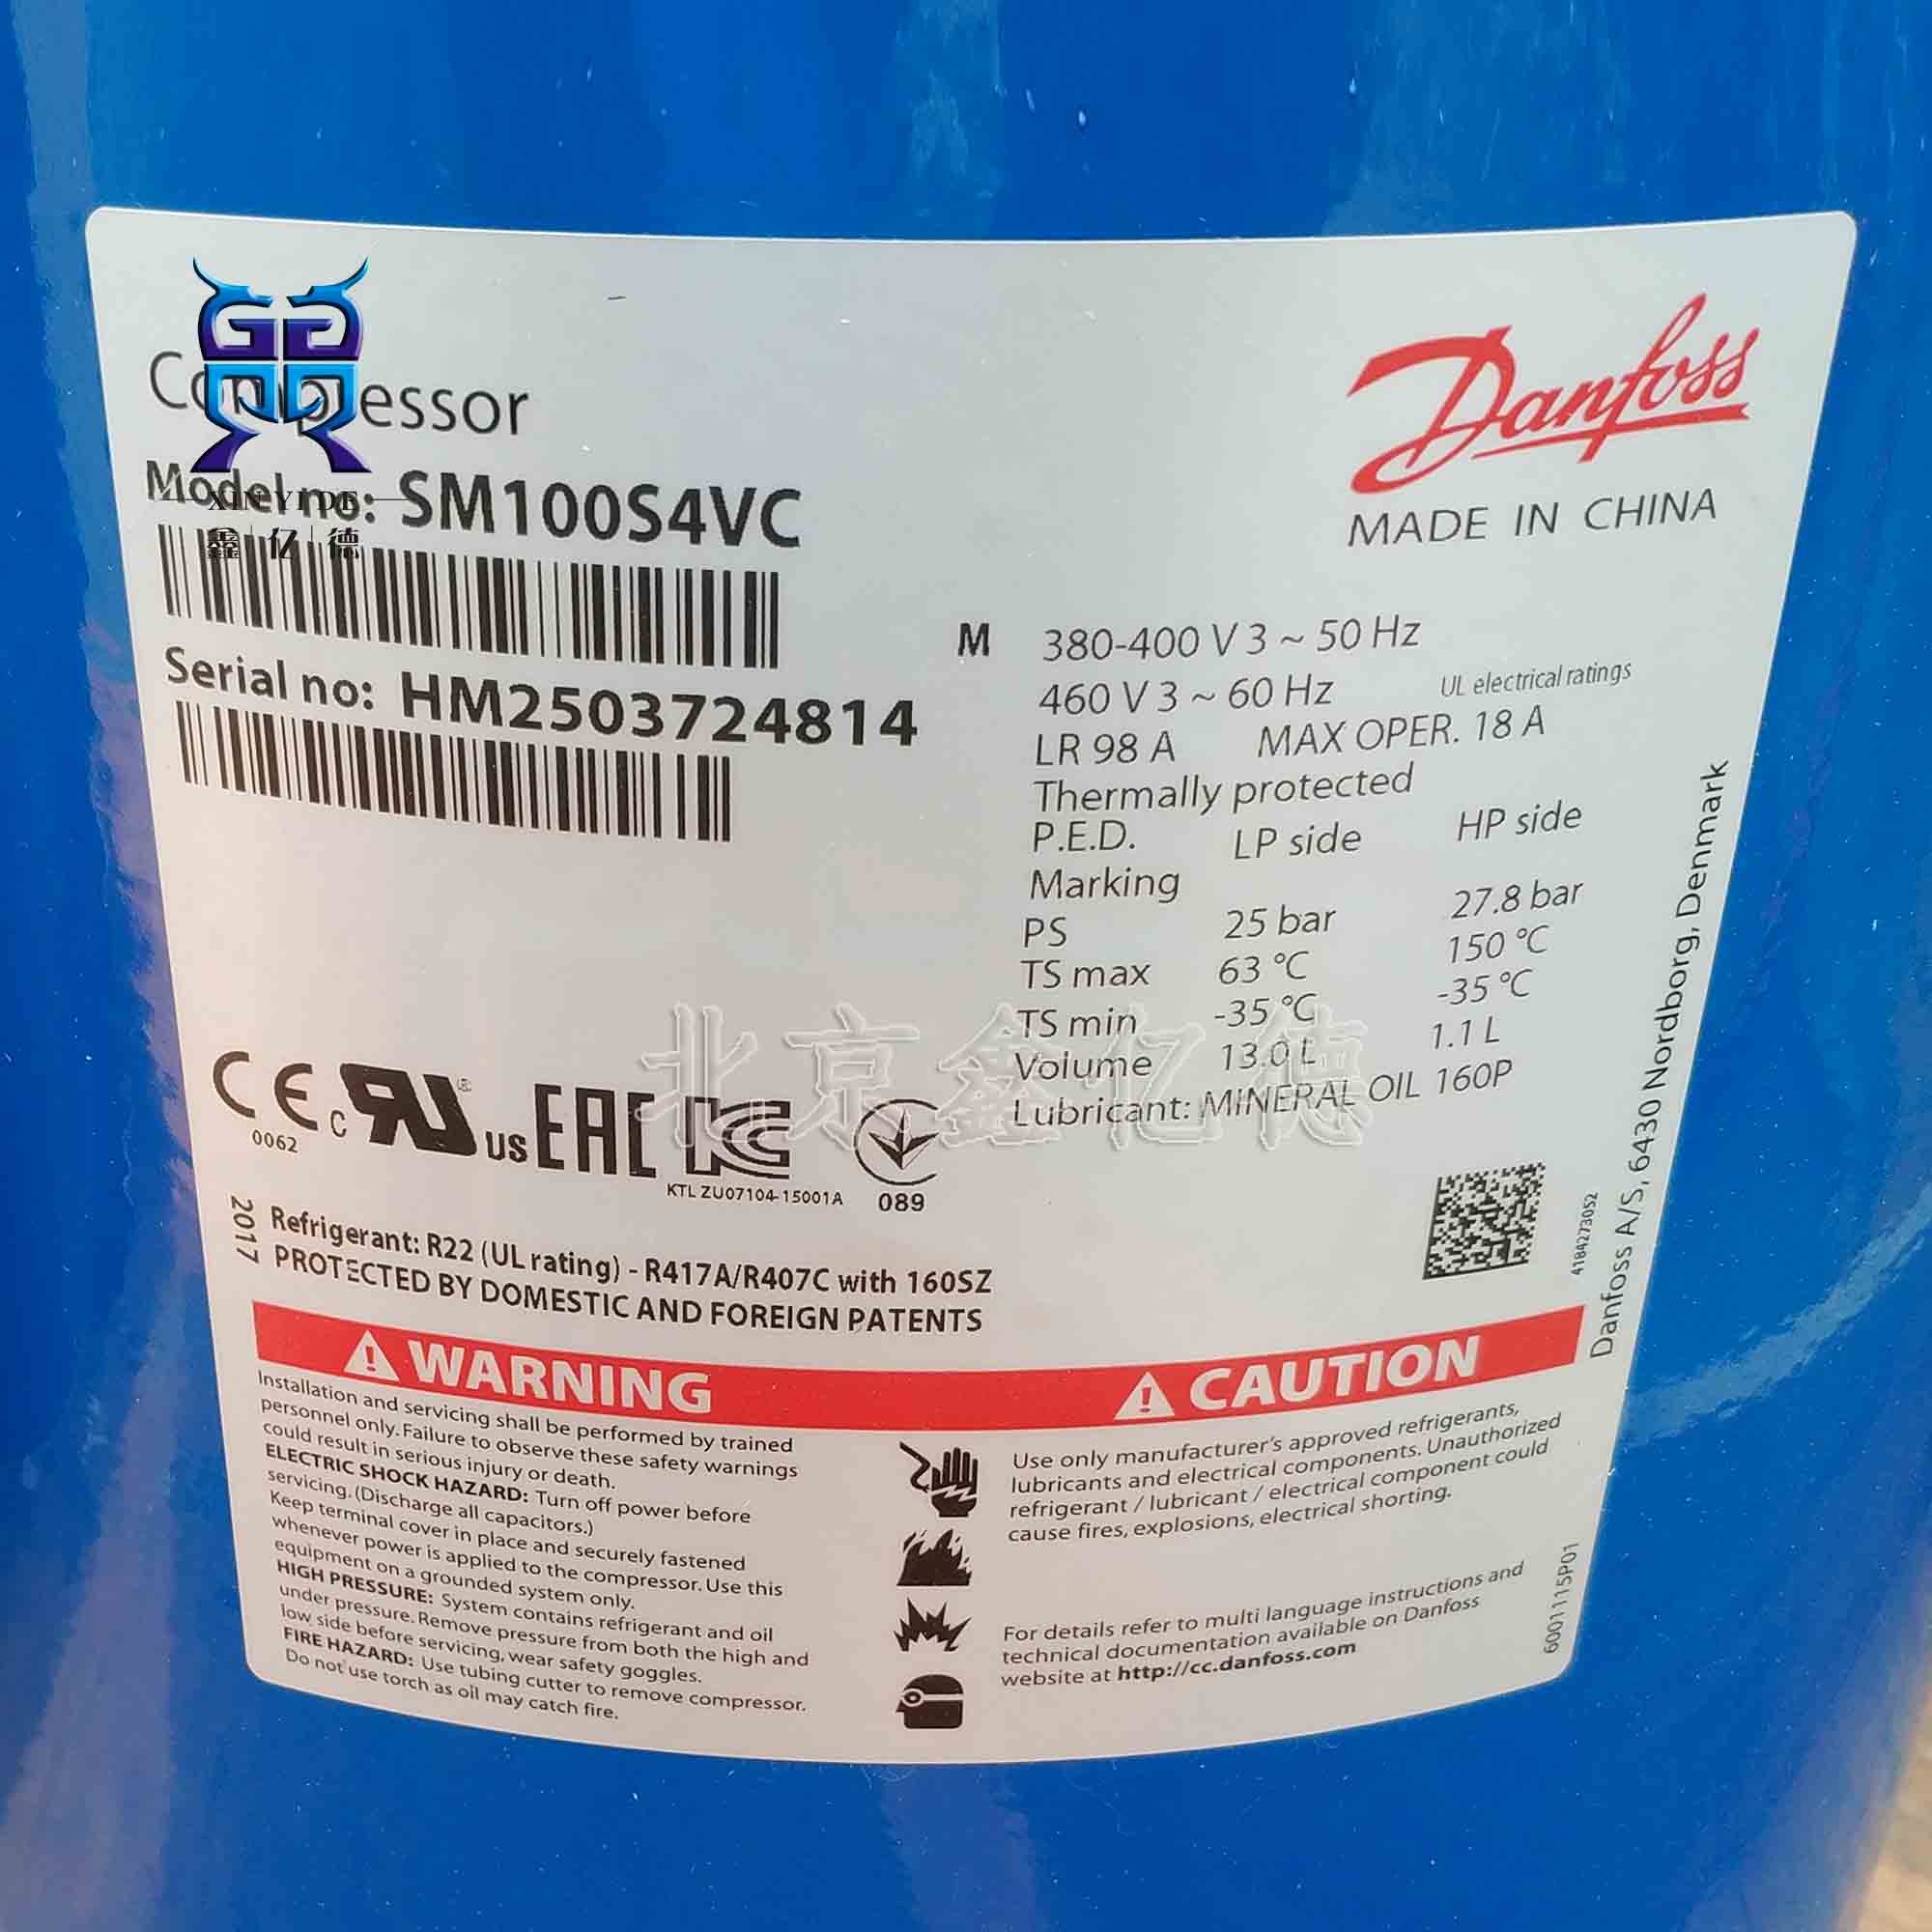 Compressor
Model no: SM100S4VC
XIN YI DE
鑫 亿 德
Serial no: HM2503724814
Danfoss
MADE IN CHINA
M 380-400 V 3 ~ 50 Hz
460 V 3 ~ 60 Hz UL electrical ratings
LR 98 A MAX OPER. 18 A
Thermally protected
P.E.D. LP side HP side
Marking
PS 25 bar 27.8 bar
TS max 63 °C 150 °C
TS min -35 °C -35 °C
Volume 13.0 L 1.1 L
Lubricant: MINERAL OIL 160P
北京鑫亿德
CE EAC
0062 c RU ® us
KC
KTL ZU07104-15001A
089
2017
Refrigerant: R22 (UL rating) - R417A/R407C with 160SZ
PROTECTED BY DOMESTIC AND FOREIGN PATENTS
4184273052
Danfoss A/S, 6430 Nordborg, Denmark
WARNING
Installation and servicing shall be performed by trained
personnel only. Failure to observe these safety warnings
could result in serious injury or death.
ELECTRIC SHOCK HAZARD: Turn off power before
servicing. (Discharge all capacitors.)
Keep terminal cover in place and securely fastened
whenever power is applied to the compressor. Use this
equipment on a grounded system only.
HIGH PRESSURE: System contains refrigerant and oil
under pressure. Remove pressure from both the high and
low side before servicing, wear safety goggles.
FIRE HAZARD: Use tubing cutter to remove compressor.
Do not use torch as oil may catch fire.
CAUTION
Use only manufacturer's approved refrigerants,
lubricants and electrical components. Unauthorized
refrigerant / lubricant / electrical component could
cause fires, explosions, electrical shorting.
For details refer to multi language instructions and
technical documentation available on Danfoss
website at http://cc.danfoss.com
6001115P01